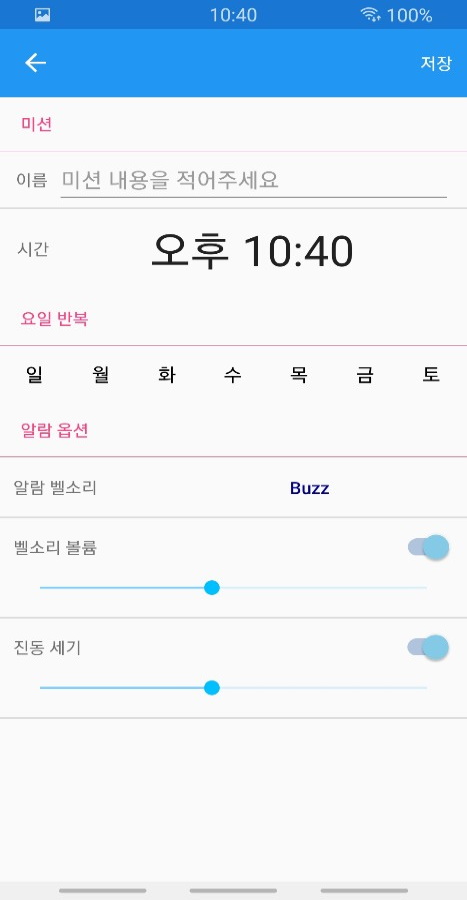 10:40 100%
저장
미션
이름 미션 내용을 적어주세요
시간 오후 10:40
요일 반복
일 월 화 수 목 금 토
알람 옵션
알람 벨소리 Buzz
벨소리 볼륨
진동 세기